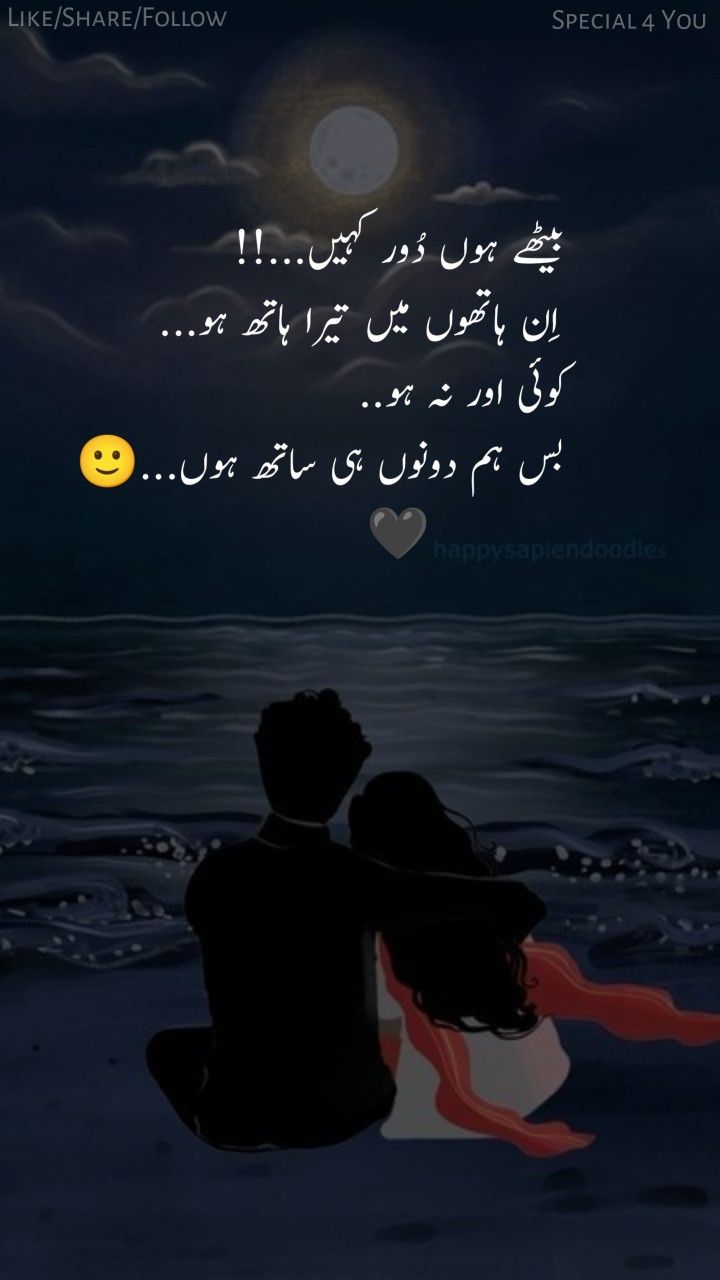 LIKE/SHARE/FOLLOW
SPECIAL 4 YOU
بیٹھے ہوں دُور کہیں...!!
اِن ہاتھوں میں تیرا ہاتھ ہو...
کوئی اور نہ ہو..
بس ہم دونوں ہی ساتھ ہوں...🙂
🖤
happysapiendoodles